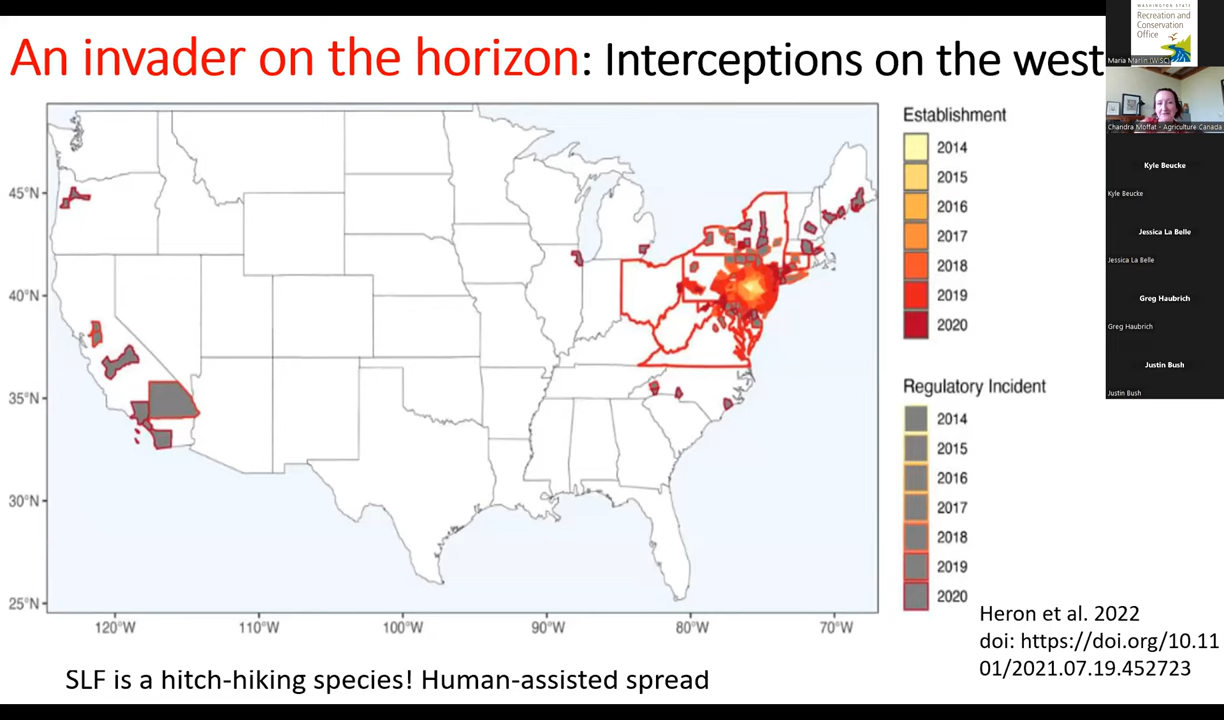 An invader on the horizon: Interceptions on the west
WASHINGTON STATE
Recreation and
Conservation
Office
Maria Marlin (WISC)
Chandra Moffat - Agriculture Canada
Kyle Beucke
Kyle Beucke
Jessica La Belle
Jessica La Belle
Greg Haubrich
Greg Haubrich
Justin Bush
Justin Bush
45°N
40°N
35°N
30°N
25°N
120°W 110°W 100°W 90°W 80°W 70°W
Establishment
2014
2015
2016
2017
2018
2019
2020
Regulatory Incident
2014
2015
2016
2017
2018
2019
2020
Heron et al. 2022
doi: https://doi.org/10.11
01/2021.07.19.452723
SLF is a hitch-hiking species! Human-assisted spread